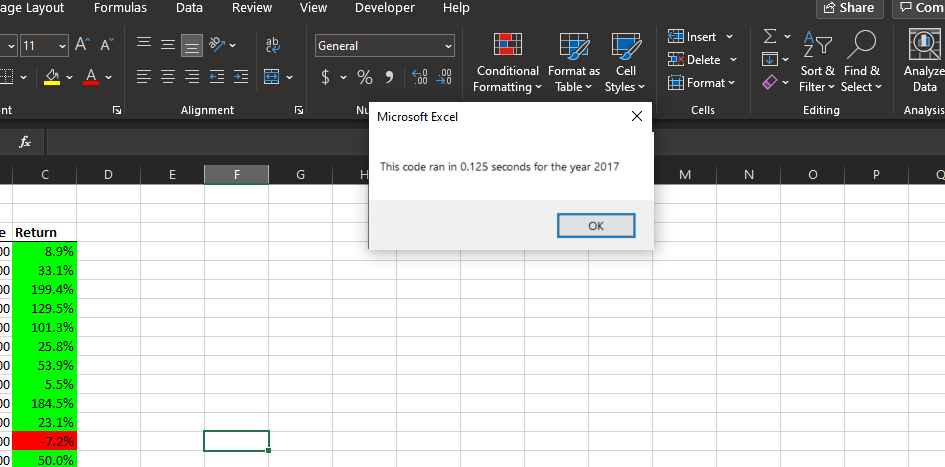 age Layout Formulas Data Review View Developer Help Share Com
11 A A ab General Insert Σ
c Conditional Format as Cell Delete Sort & Find & Analyze
A $ % 9 .00 .00 Formatting Table Styles Format Filter Select Data
nt Alignment Nu Cells Editing Analysis
Microsoft Excel
fx
This code ran in 0.125 seconds for the year 2017
C D E F G H M N O P Q
OK
e Return
00 8.9%
00 33.1%
00 199.4%
00 129.5%
00 101.3%
00 25.8%
00 53.9%
00 5.5%
00 184.5%
00 23.1%
00 -7.2%
00 50.0%